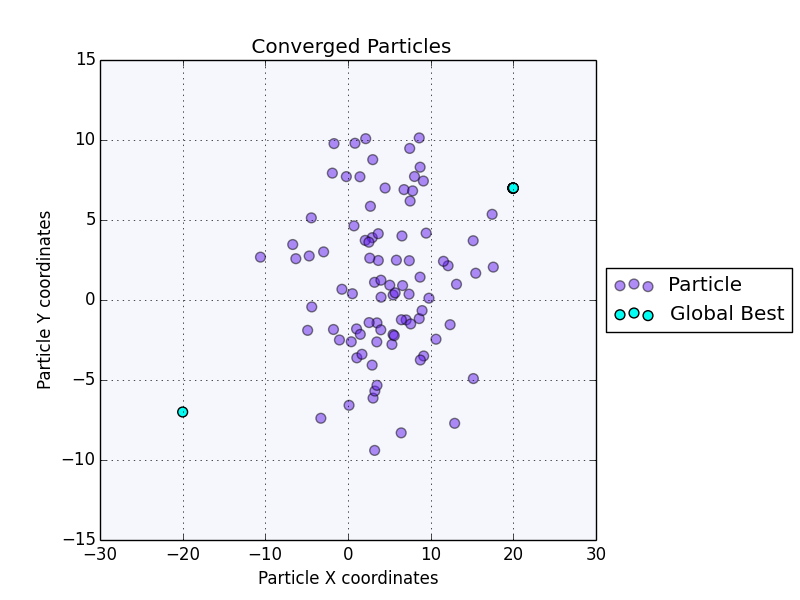 Converged Particles
15
10
5
0
−5
−10
−15
−30
−20
−10
0
10
20
30
Particle X coordinates
Particle Y coordinates
Particle
Global Best